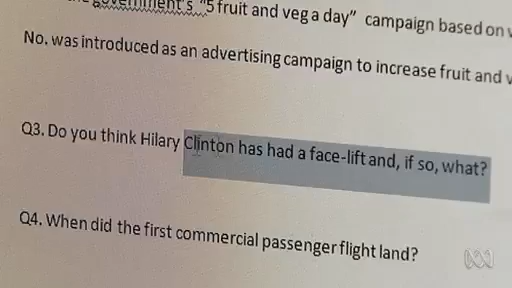 government's "5 fruit and veg a day" campaign based on
No, was introduced as an advertising campaign to increase fruit and
Q3. Do you think Hilary Clinton has had a face-lift and, if so, what?
Q4. When did the first commercial passenger flight land?